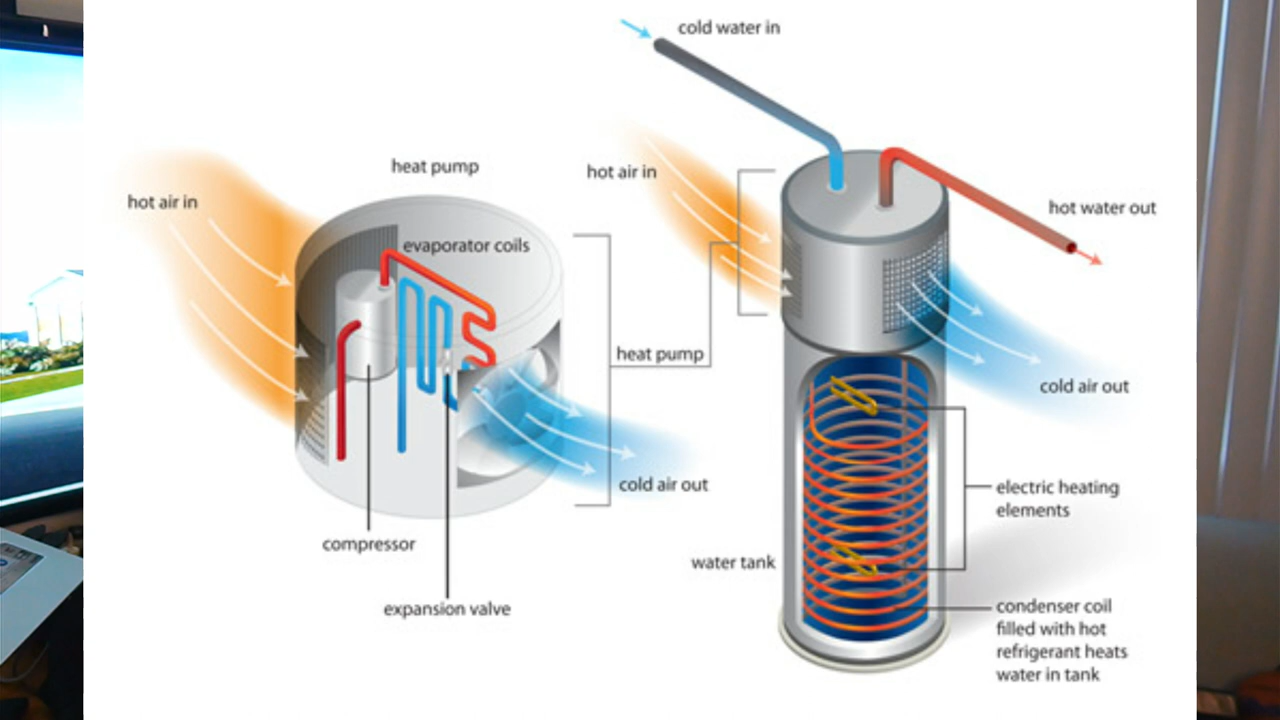 cold water in
heat pump
hot air in
hot air in
hot water out
evaporator coils
heat pump
cold air out
cold air out
electric heating
elements
compressor
water tank
expansion valve
condenser coil
filled with hot
refrigerant heats
water in tank